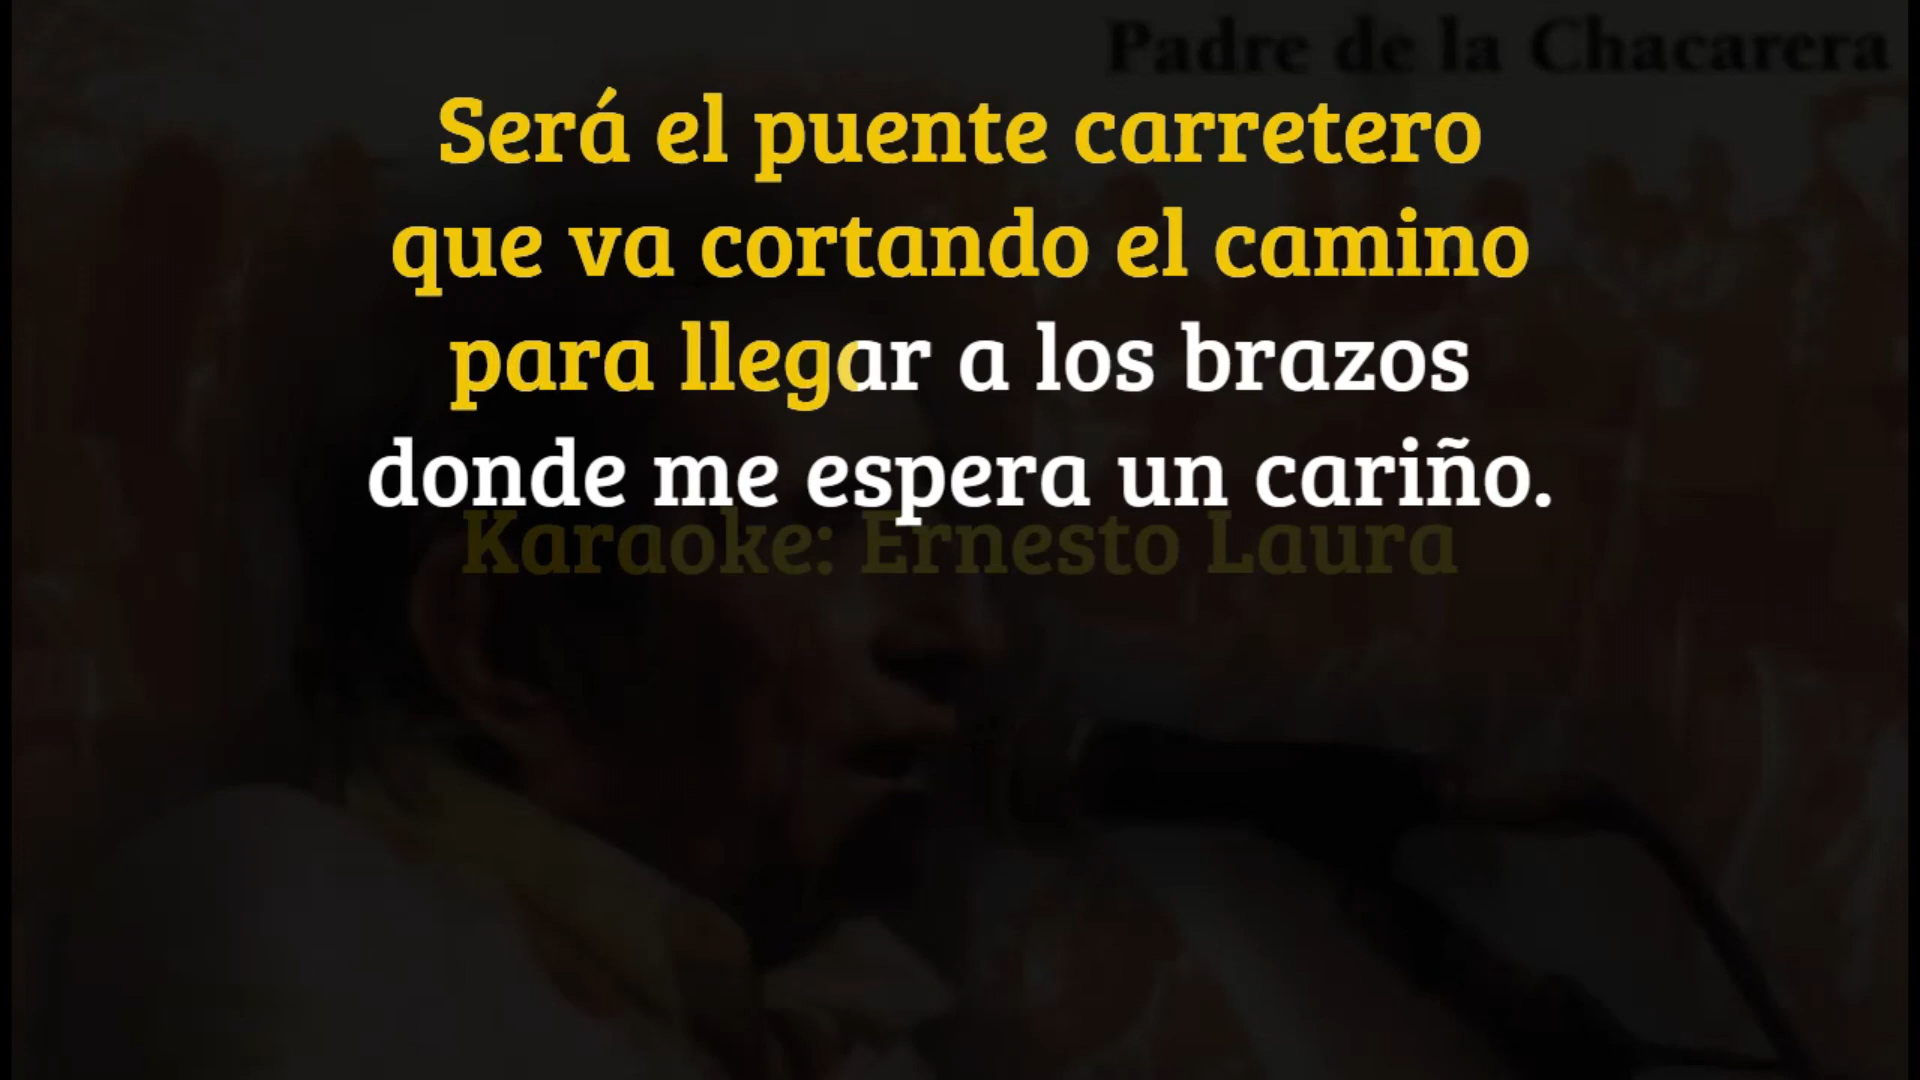 Padre de la Chacarera
Será el puente carretero
que va cortando el camino
para llegar a los brazos
donde me espera un cariño.
Karaoke: Ernesto Laura